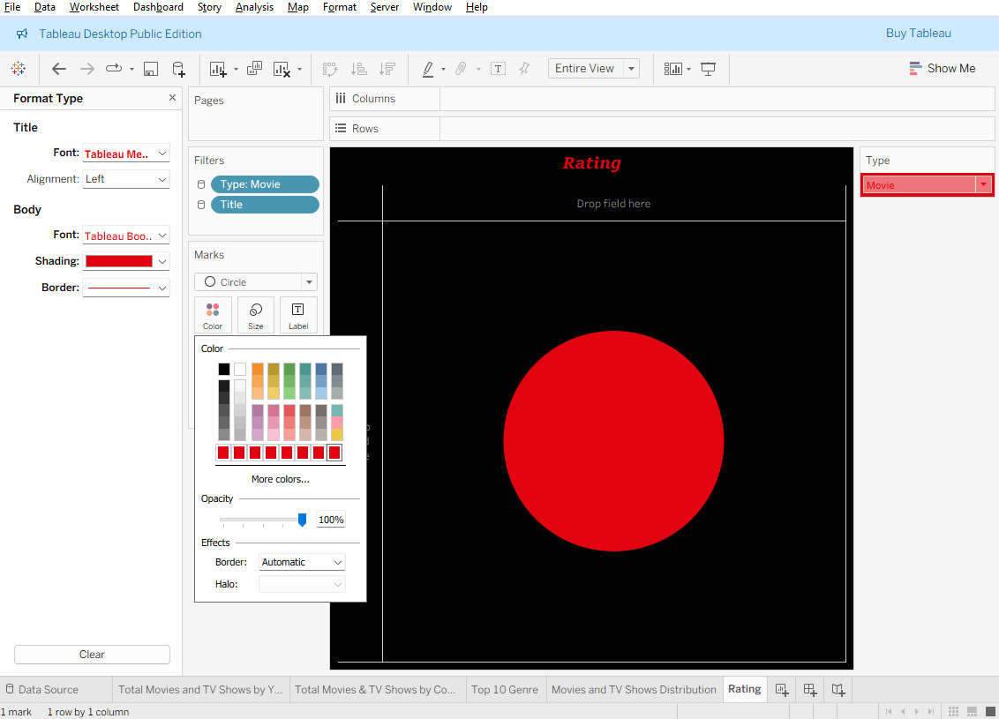 File Data Worksheet Dashboard Story Analysis Map Format Server Window Help
Tableau Desktop Public Edition
Buy Tableau
Entire View
Show Me
Format Type
Title
Font: Tableau Me..
Alignment: Left
Body
Font: Tableau Boo..
Shading:
Border:
Clear
Pages
Filters
Type: Movie
Title
Marks
Circle
Color
Size
Label
Color
More colors...
Opacity
100%
Effects
Border: Automatic
Halo:
Columns
Rows
Rating
Drop field here
Type
Movie
Data Source
Total Movies and TV Shows by Y...
Total Movies & TV Shows by Co...
Top 10 Genre
Movies and TV Shows Distribution
Rating
1 mark
1 row by 1 column